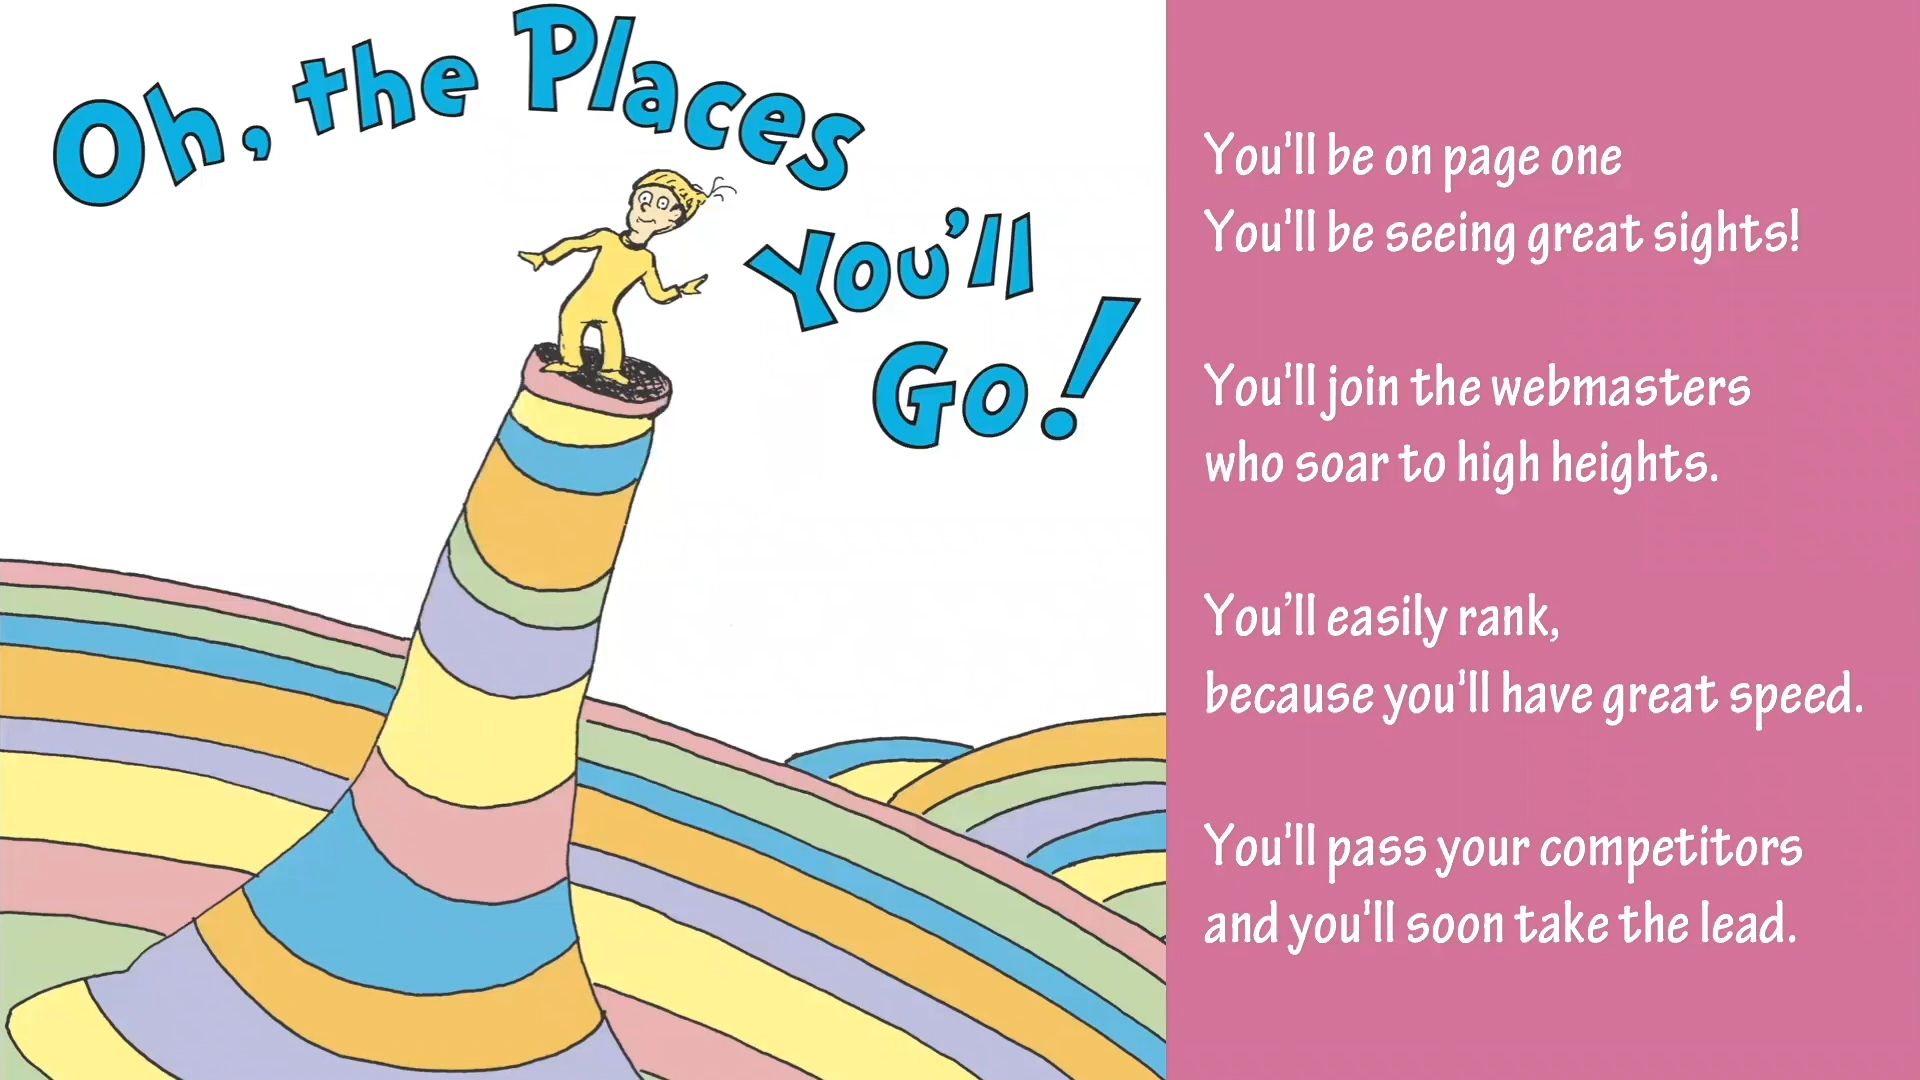 Oh, the Places
You'll
Go!
You'll be on page one
You'll be seeing great sights!
You'll join the webmasters
who soar to high heights.
You'll easily rank,
because you'll have great speed.
You'll pass your competitors
and you'll soon take the lead.